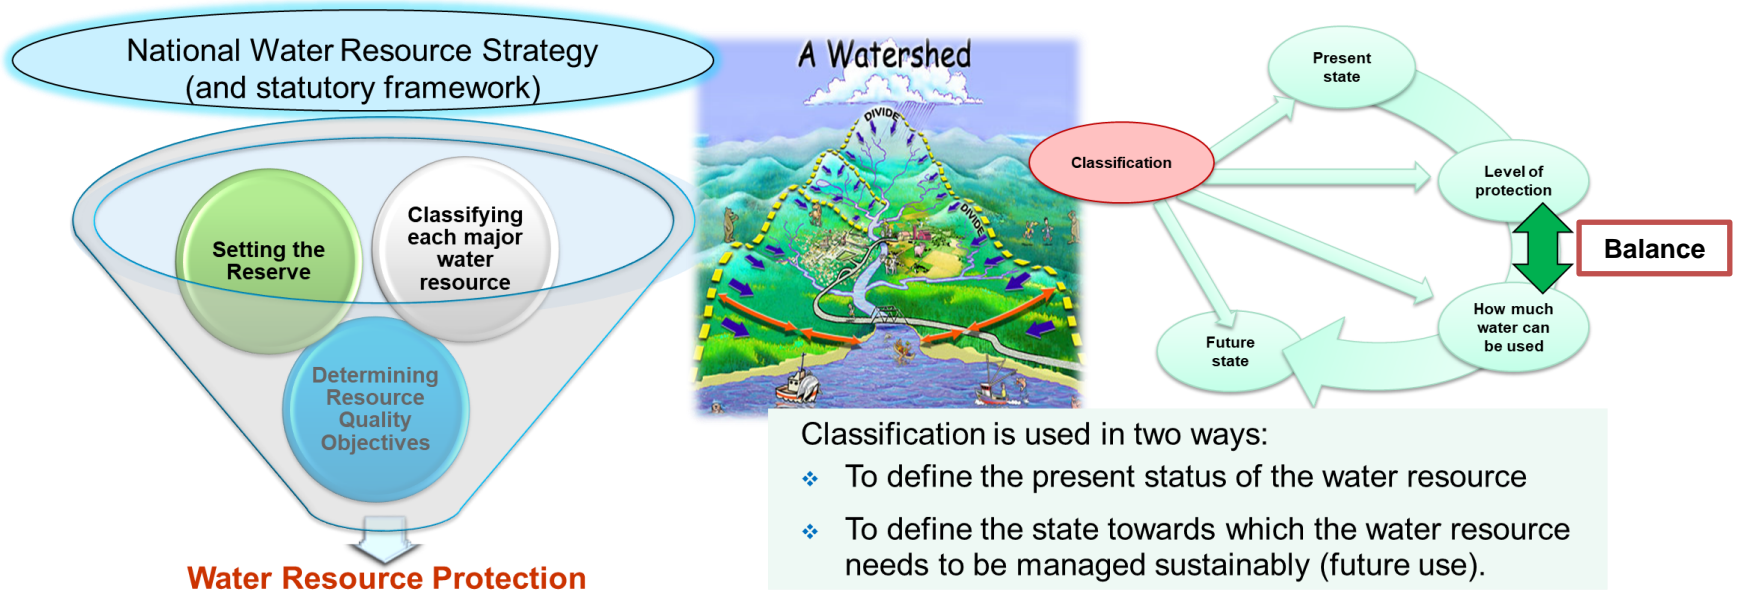 National Water Resource Strategy
(and statutory framework)
Setting the
Reserve
Classifying
each major
water
resource
Determining
Resource
Quality
Objectives
Water Resource Protection
A Watershed
DIVIDE
DIVIDE
Classification
Present
state
Level of
protection
Balance
How much
water can
be used
Future
state
Classification is used in two ways:
❖ To define the present status of the water resource
❖ To define the state towards which the water resource
needs to be managed sustainably (future use).